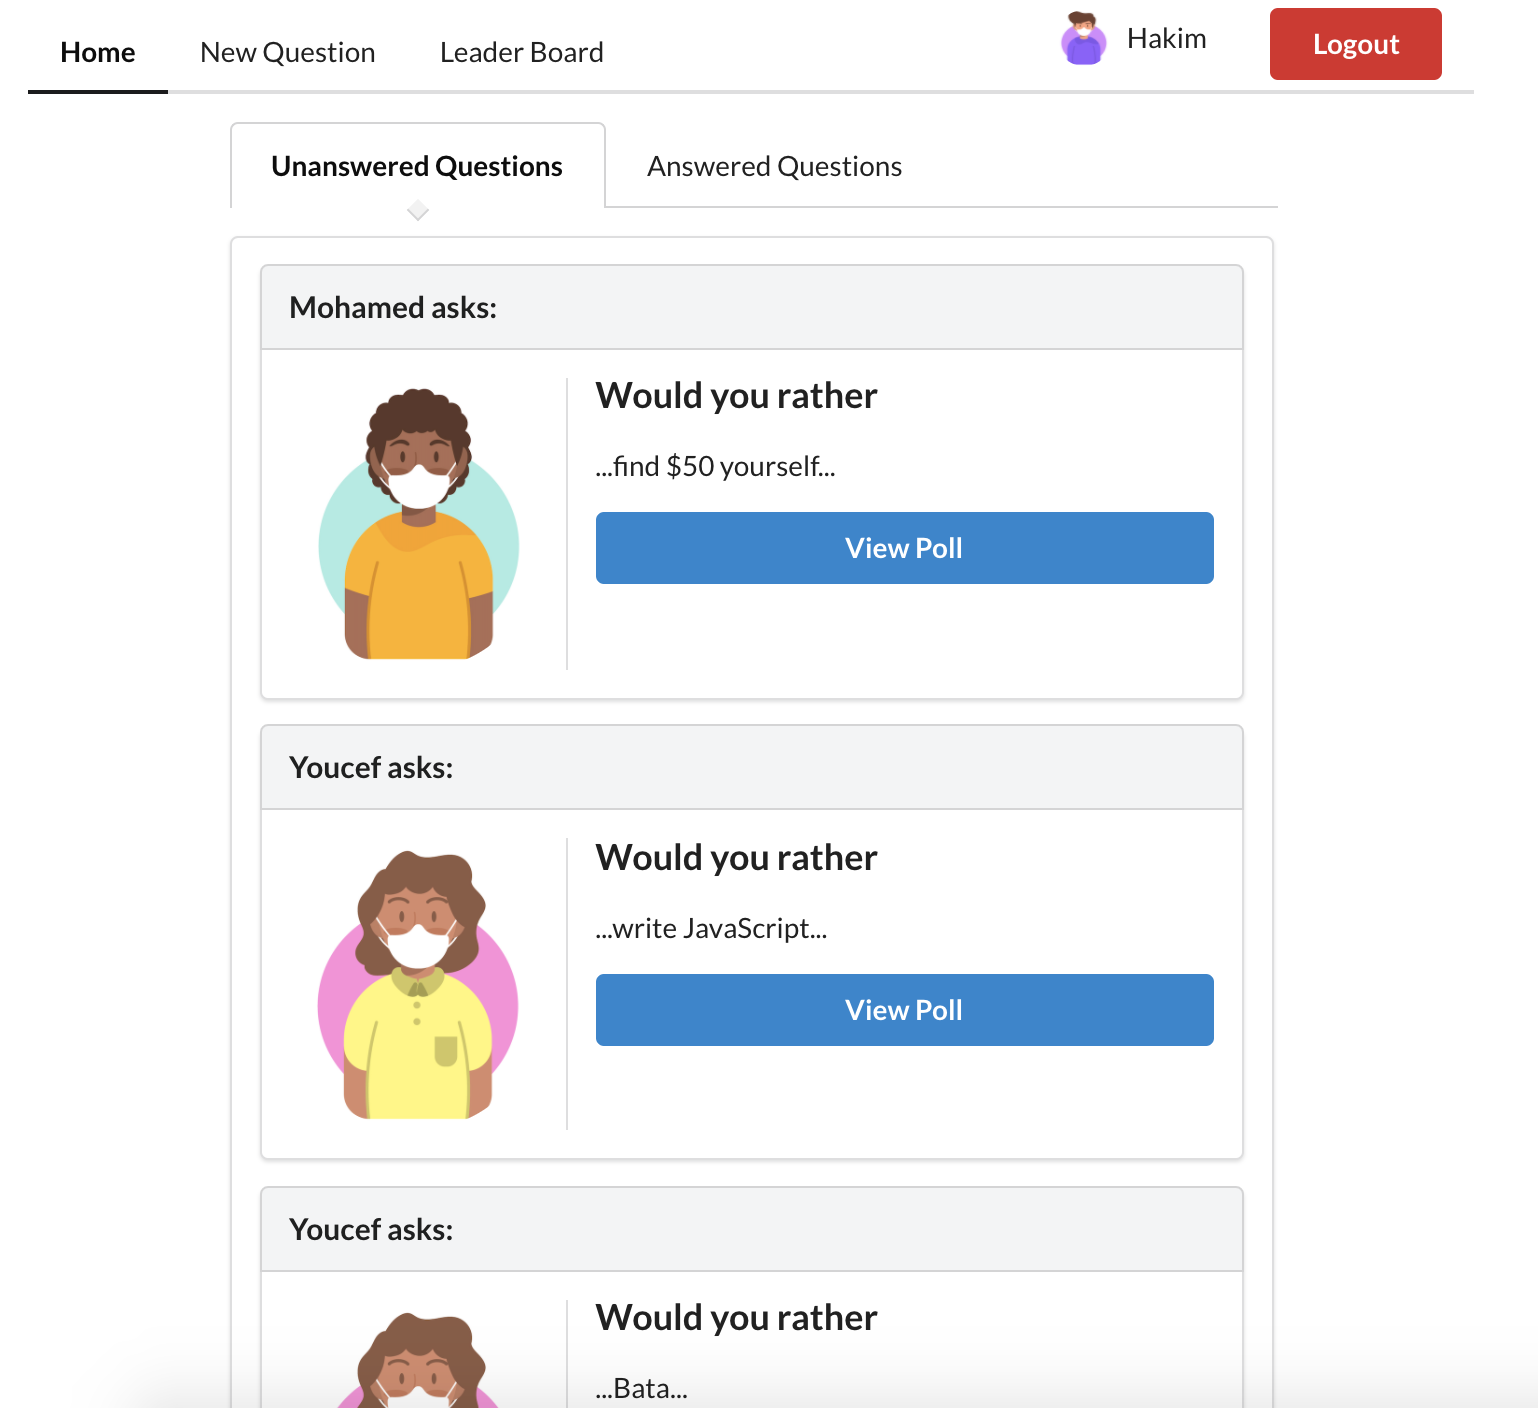 Home New Question Leader Board Hakim Logout
Unanswered Questions Answered Questions
Mohamed asks:
Would you rather
...find $50 yourself...
View Poll
Youcef asks:
Would you rather
...write JavaScript...
View Poll
Youcef asks:
Would you rather
...Bata...